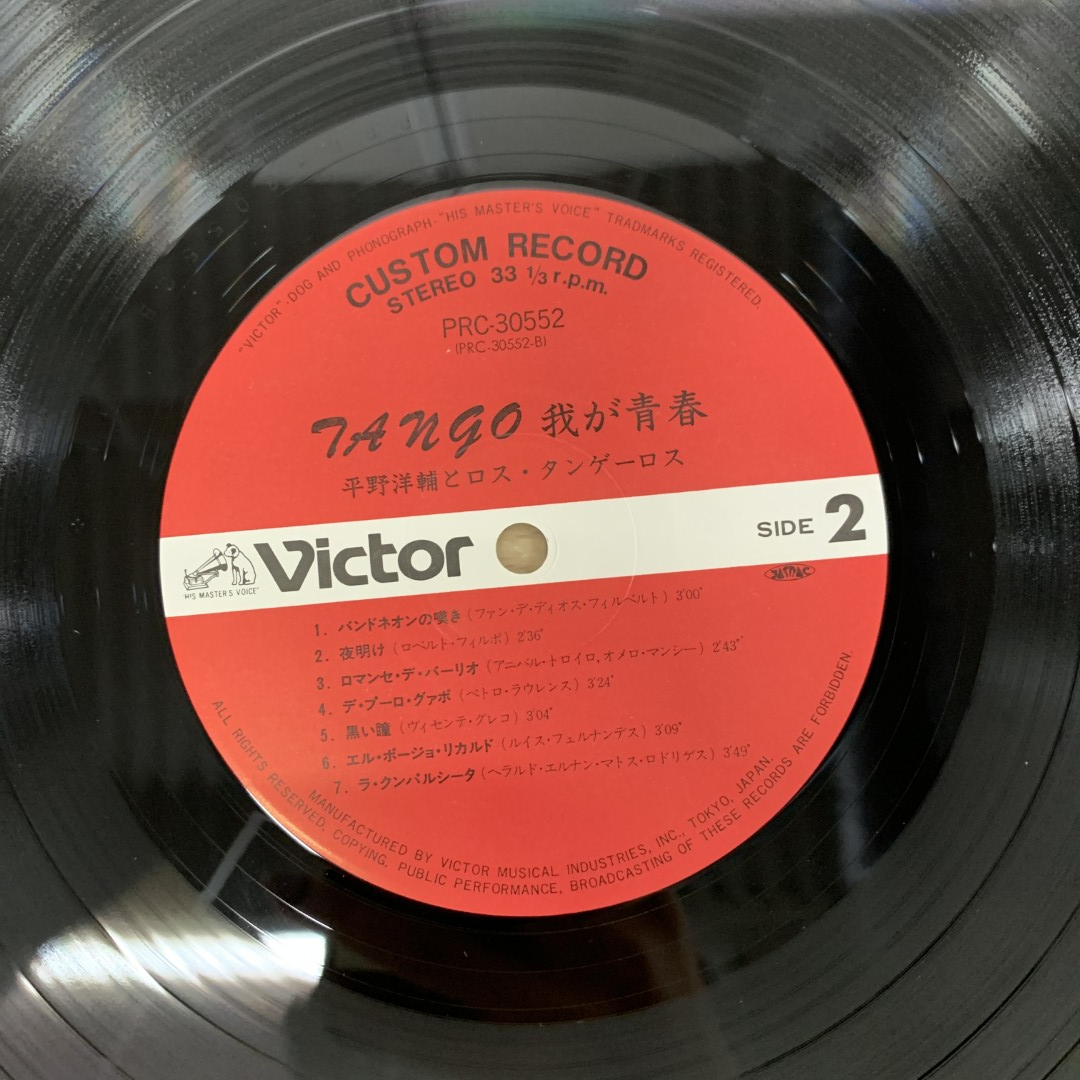 "VICTOR"-DOG AND PHONOGRAPH-"HIS MASTER'S VOICE" TRADMARKS REGISTERED.
CUSTOM RECORD
STEREO 33 1/3 r.p.m.
PRC-30552
(PRC-30552-B)
TANGO 我が青春
平野洋輔とロス・タンゲーロス
SIDE 2
Victor
"HIS MASTER'S VOICE"
JASRAC
1. バンドネオンの嘆き (ファン・デ・ディオス・フィルベルト) 3'00"
2. 夜明け (ロベルト・フィルポ) 2'36"
3. ロマンセ・デ・バーリオ (アニバル・トロイロ, オメロ・マンシー) 2'43"
4. デ・プーロ・グァポ (ペトロ・ラウレンス) 3'24"
5. 黒い瞳 (ヴィセンテ・グレコ) 3'04"
6. エル・ポージョ・リカルド (ルイス・フェルナンデス) 3'09"
7. ラ・クンパルシータ (ヘラルド・エルナン・マトス・ロドリゲス) 3'49"
MANUFACTURED BY VICTOR MUSICAL INDUSTRIES, INC., TOKYO, JAPAN.
ALL RIGHTS RESERVED. COPYING, PUBLIC PERFORMANCE, BROADCASTING OF THESE RECORDS ARE FORBIDDEN.